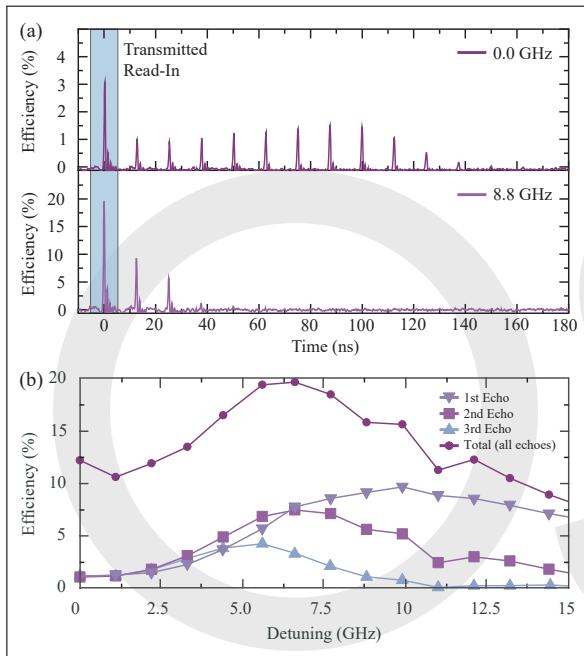 (a)
Transmitted
Read-In
0.0 GHz
Efficiency (%)
5
4
3
2
1
0
8.8 GHz
Efficiency (%)
20
15
10
5
0
0 20 40 60 80 100 120 140 160 180
Time (ns)
(b)
1st Echo
2nd Echo
3rd Echo
Total (all echoes)
Efficiency (%)
20
15
10
5
0
0 2.5 5.0 7.5 10 12.5 15
Detuning (GHz)